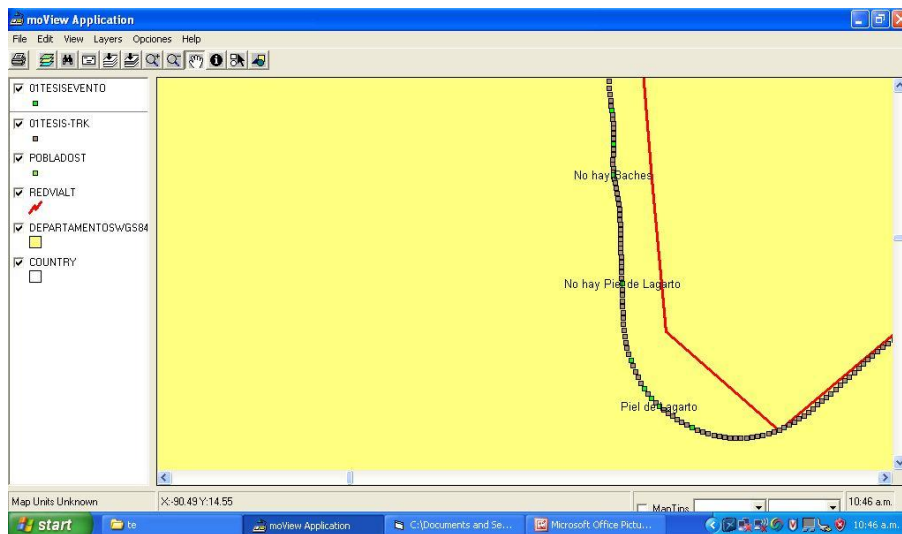 moView Application
File Edit View Layers Opciones Help
01TESISEVENTO
01TESIS-TRK
POBLADOST
REDVIALT
DEPARTAMENTOSWGS84
COUNTRY
No hay Baches
No hay Piel de Lagarto
Piel de Lagarto
Map Units Unknown X:-90.49 Y:14.55 MapTips 10:46 a.m.
start te moView Application C:\Documents and Se... Microsoft Office Pictu... 10:46 a.m.